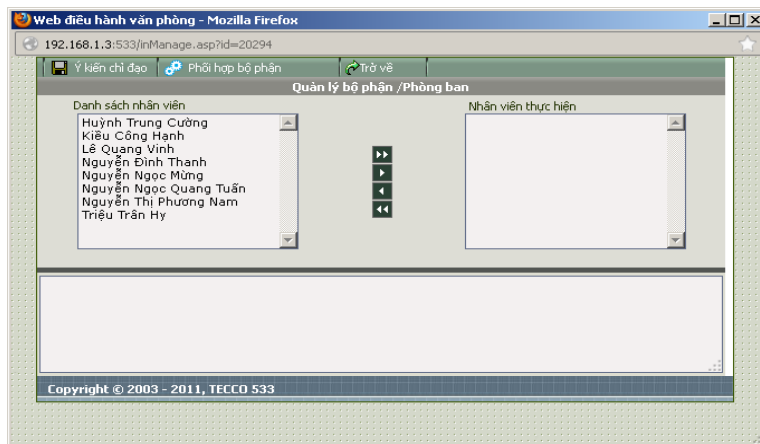 Web điều hành văn phòng - Mozilla Firefox
192.168.1.3:533/inManage.asp?id=20294
Ý kiến chỉ đạo Phối hợp bộ phận Trở về
Quản lý bộ phận /Phòng ban
Danh sách nhân viên Nhân viên thực hiện
Huỳnh Trung Cường
Kiều Công Hạnh
Lê Quang Vinh
Nguyễn Đình Thanh
Nguyễn Ngọc Mừng
Nguyễn Ngọc Quang Tuấn
Nguyễn Thị Phương Nam
Triệu Trân Hy
Copyright © 2003 - 2011, TECCO 533